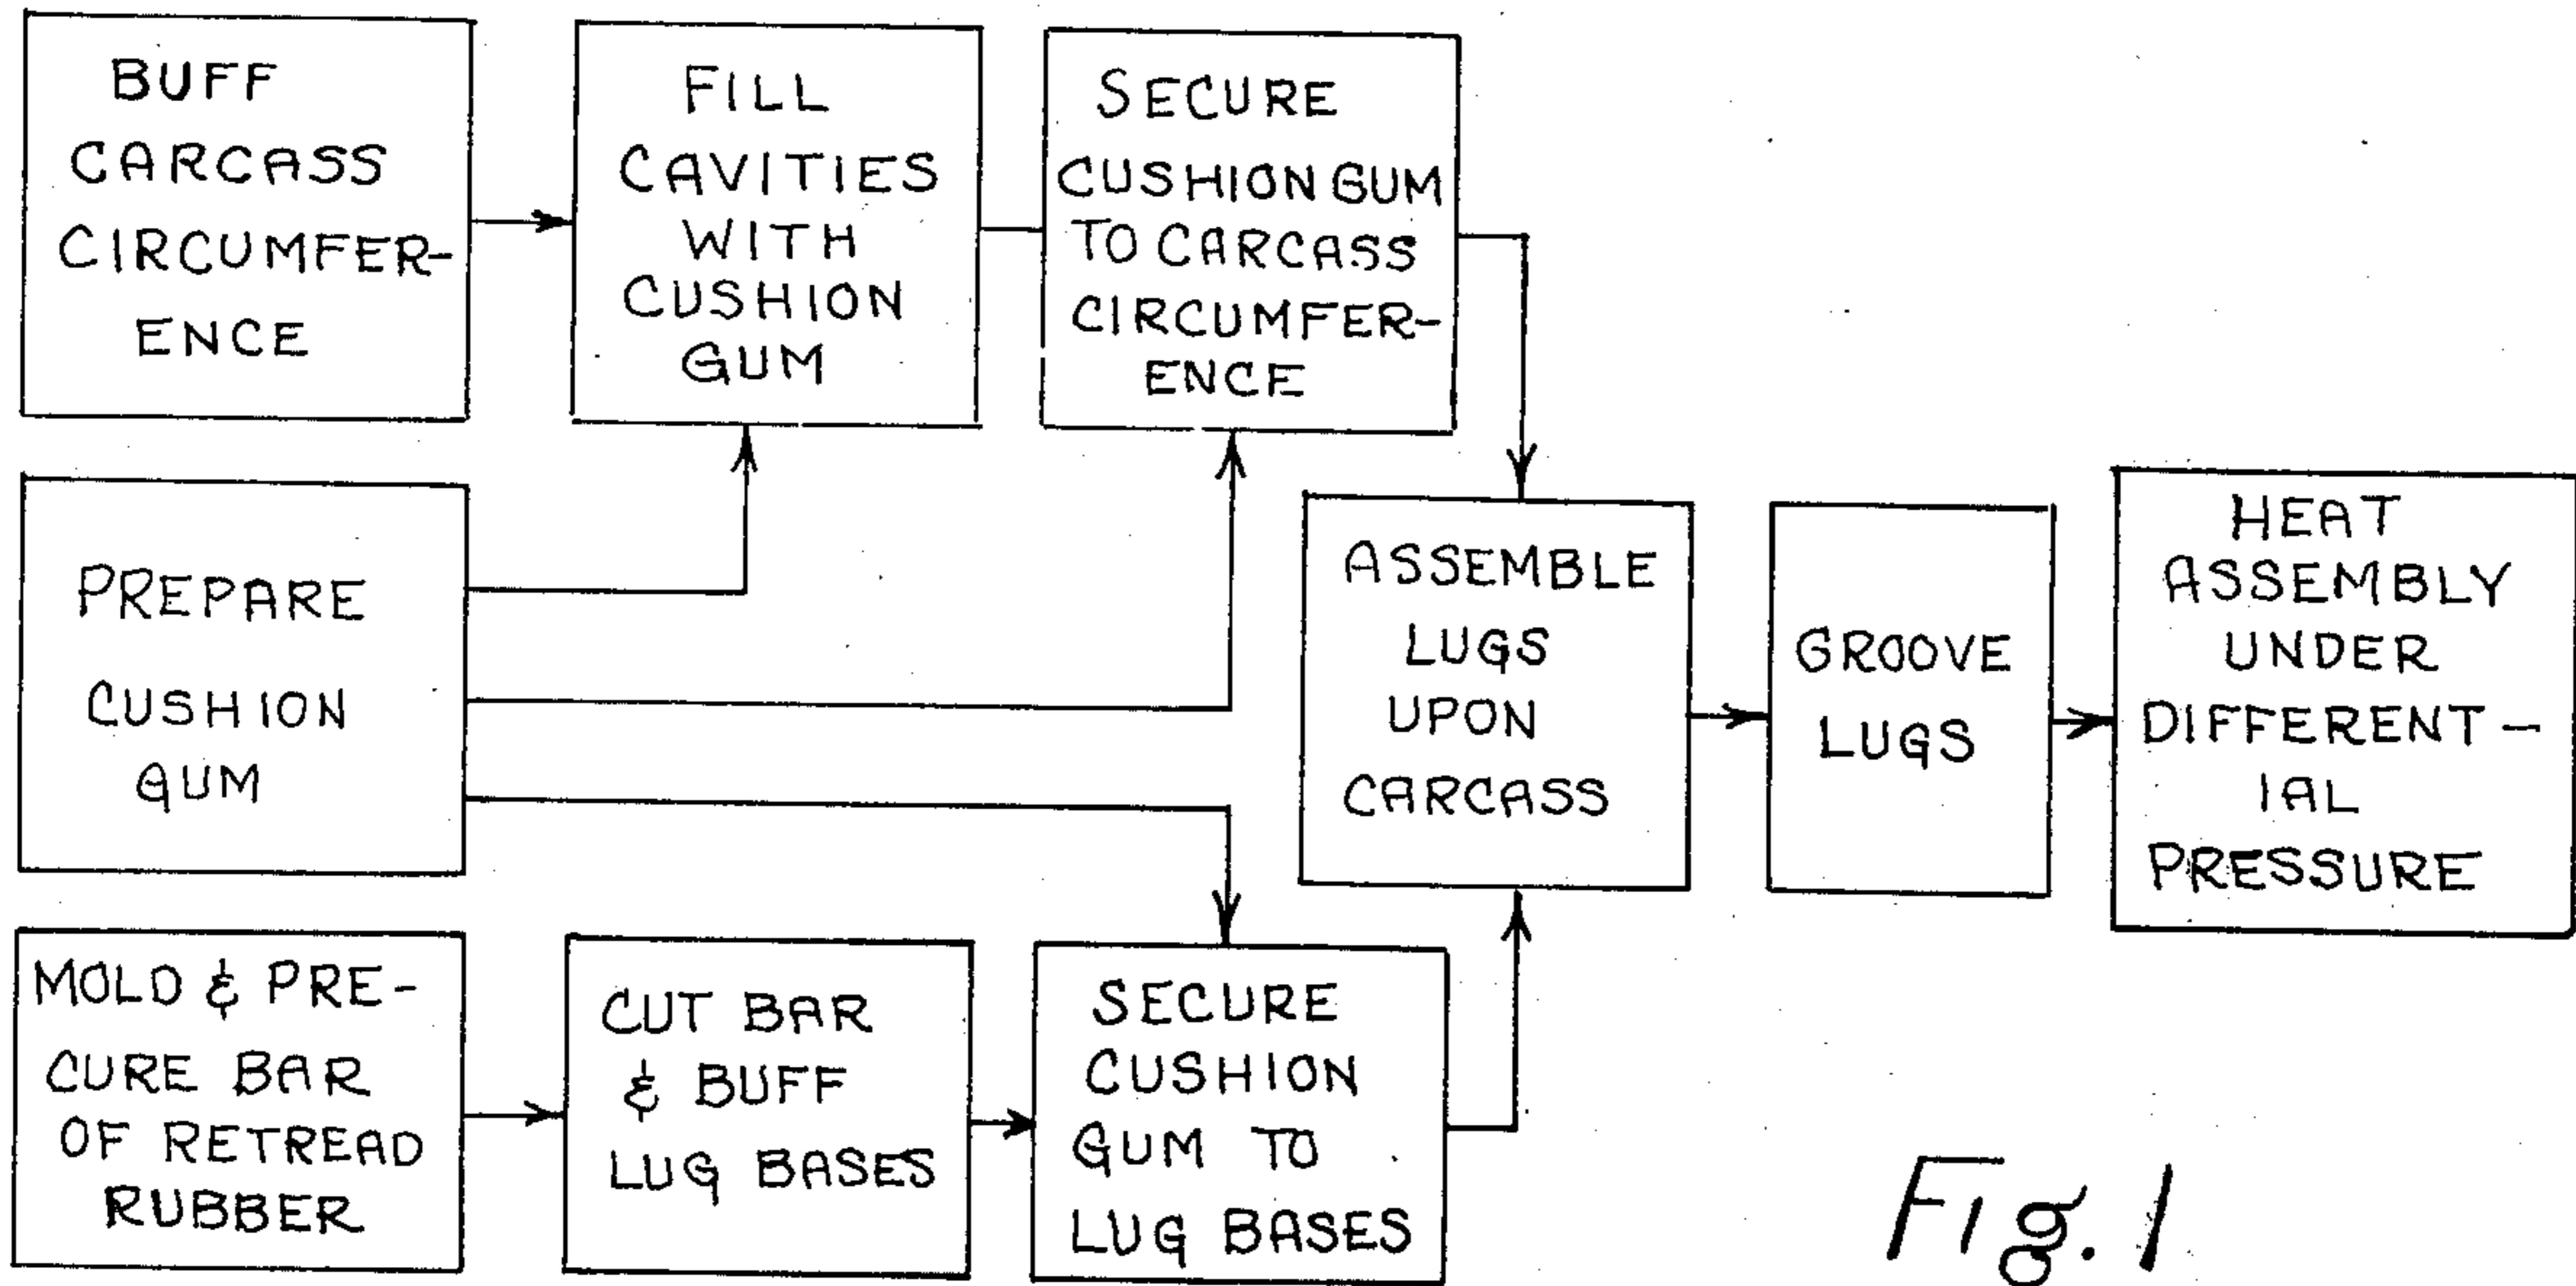 BUFF
CARCASS
CIRCUMFER-
ENCE
FILL
CAVITIES
WITH
CUSHION
GUM
SECURE
CUSHION GUM
TO CARCASS
CIRCUMFER-
ENCE
PREPARE
CUSHION
GUM
ASSEMBLE
LUGS
UPON
CARCASS
GROOVE
LUGS
HEAT
ASSEMBLY
UNDER
DIFFERENT-
IAL
PRESSURE
MOLD & PRE-
CURE BAR
OF RETREAD
RUBBER
CUT BAR
& BUFF
LUG BASES
SECURE
CUSHION
GUM TO
LUG BASES
Fig. 1